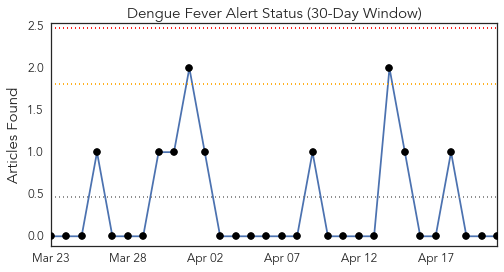 Dengue Fever Alert Status (30-Day Window)
Articles Found
2.5
2.0
1.5
1.0
0.5
0.0
Mar 23 Mar 28 Apr 02 Apr 07 Apr 12 Apr 17